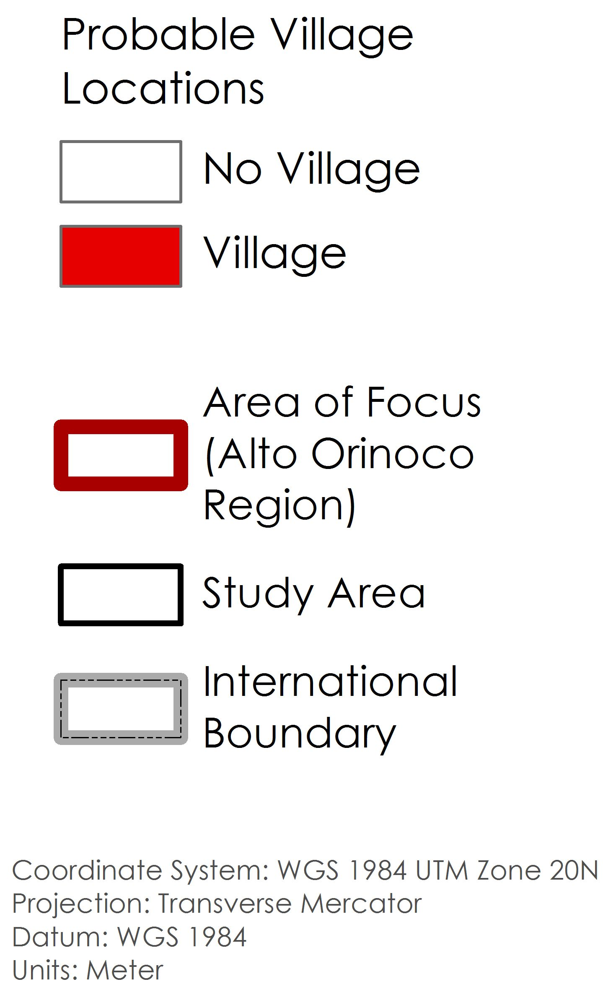 Probable Village
Locations
No Village
Village
Area of Focus
(Alto Orinoco
Region)
Study Area
International
Boundary
Coordinate System: WGS 1984 UTM Zone 20N
Projection: Transverse Mercator
Datum: WGS 1984
Units: Meter